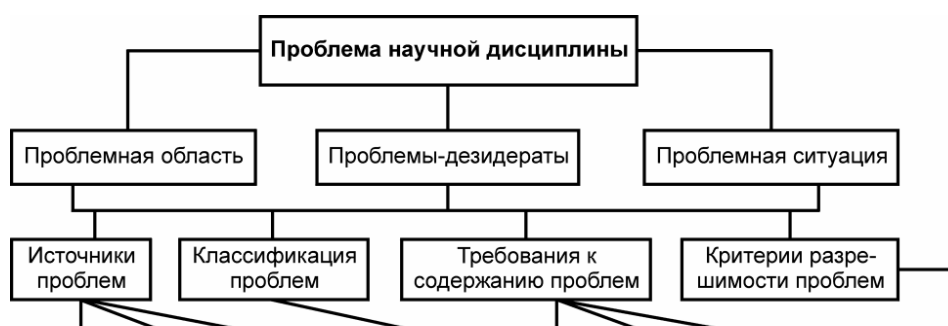 Проблема научной дисциплины
Проблемная область
Проблемы-дезидераты
Проблемная ситуация
Источники
проблем
Классификация
проблем
Требования к
содержанию проблем
Критерии разре-
шимости проблем